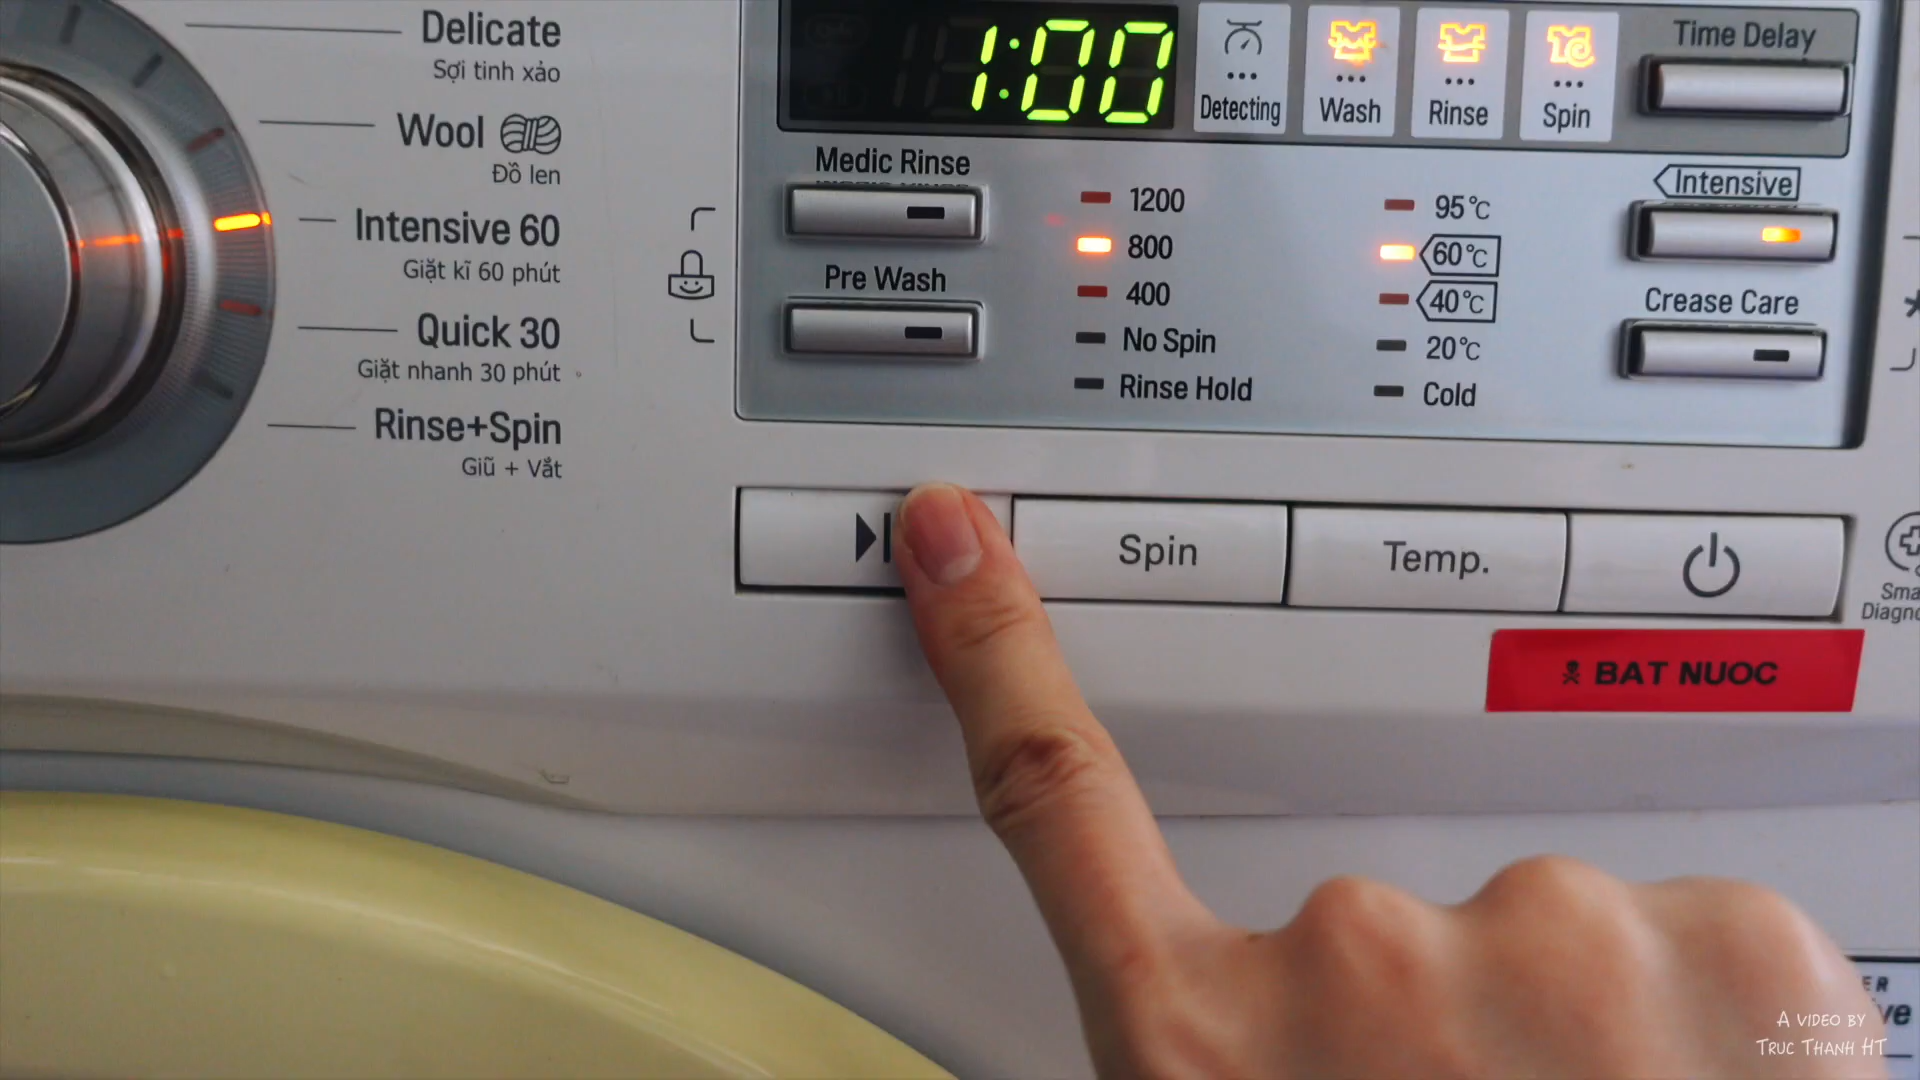 Delicate
Sợi tinh xảo
Wool
Đồ len
Intensive 60
Giặt kĩ 60 phút
Quick 30
Giặt nhanh 30 phút
Rinse+Spin
Giũ + Vắt
1:00
Detecting
Wash
Rinse
Spin
Time Delay
Medic Rinse
Pre Wash
1200
800
400
No Spin
Rinse Hold
95°C
60°C
40°C
20°C
Cold
Intensive
Crease Care
Spin
Temp.
BAT NUOC
A VIDEO BY
TRUC THANH HT